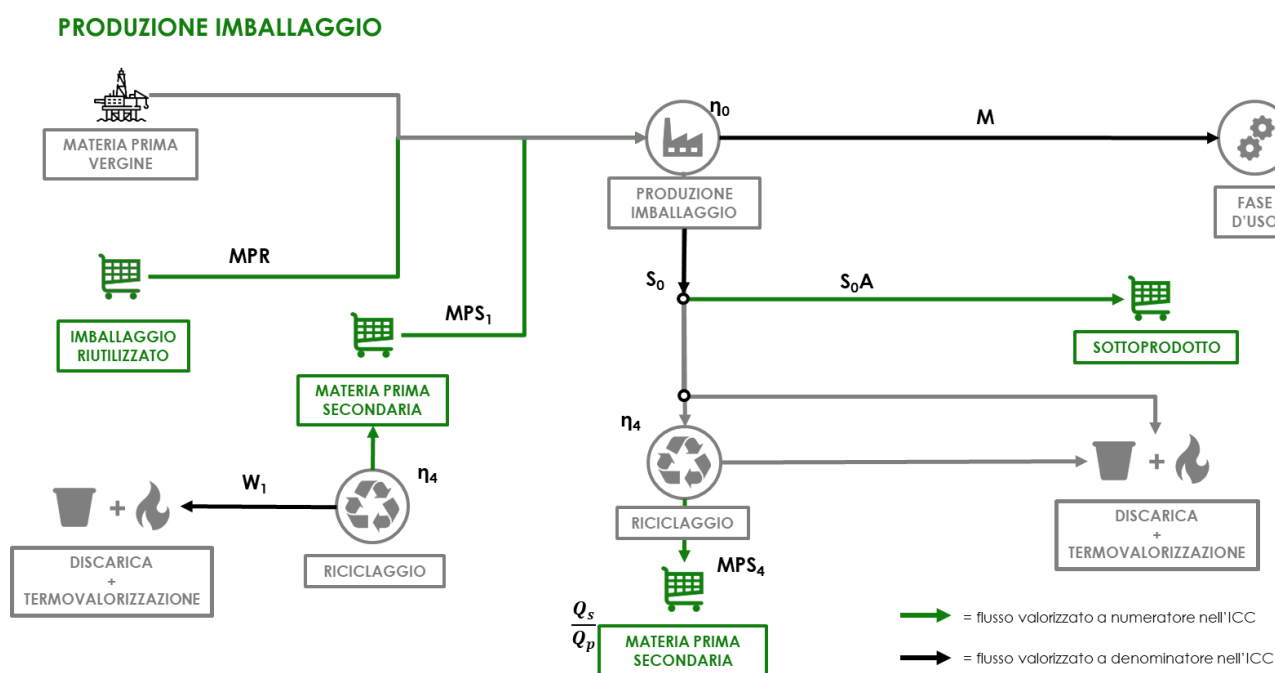 PRODUZIONE IMBALLAGGIO
η₀
M
MATERIA PRIMA
VERGINE
PRODUZIONE
IMBALLAGGIO
FASE
D'USO
MPR
S₀
S₀A
MPS₁
IMBALLAGGIO
RIUTILIZZATO
SOTTOPRODOTTO
MATERIA PRIMA
SECONDARIA
η₄
η₄
W₁
+
+
RICICLAGGIO
DISCARICA
+
TERMOVALORIZZAZIONE
DISCARICA
+
TERMOVALORIZZAZIONE
RICICLAGGIO
MPS₄
Qs
Qp
MATERIA PRIMA
SECONDARIA
= flusso valorizzato a numeratore nell'ICC
= flusso valorizzato a denominatore nell'ICC